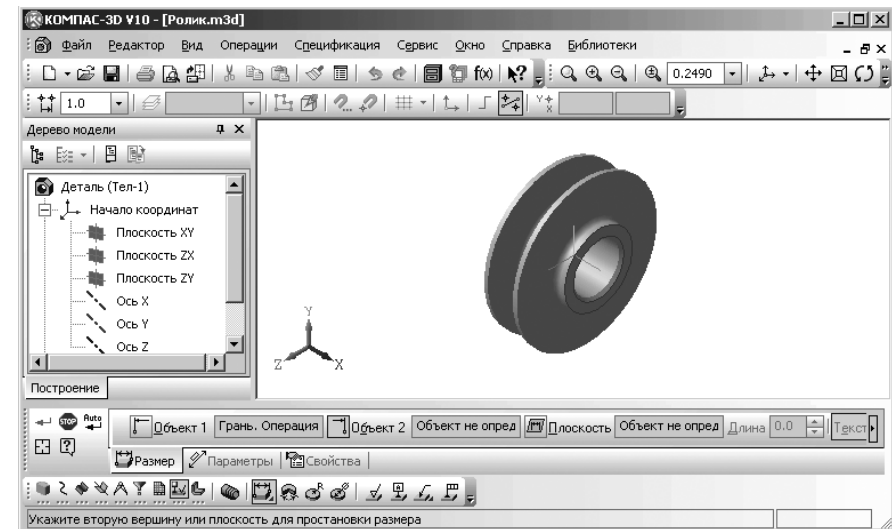 КОМПАС-3D V10 - [Ролик.m3d]
Файл Редактор Вид Операции Спецификация Сервис Окно Справка Библиотеки
f(x) 0.2490
1.0
Дерево модели
Деталь (Тел-1)
Начало координат
Плоскость XY
Плоскость ZX
Плоскость ZY
Ось X
Ось Y
Ось Z
Построение
Y
Z X
STOP Auto Объект 1 Грань. Операция Объект 2 Объект не опред Плоскость Объект не опред Длина 0.0 Текст
Размер Параметры Свойства
Укажите вторую вершину или плоскость для простановки размера